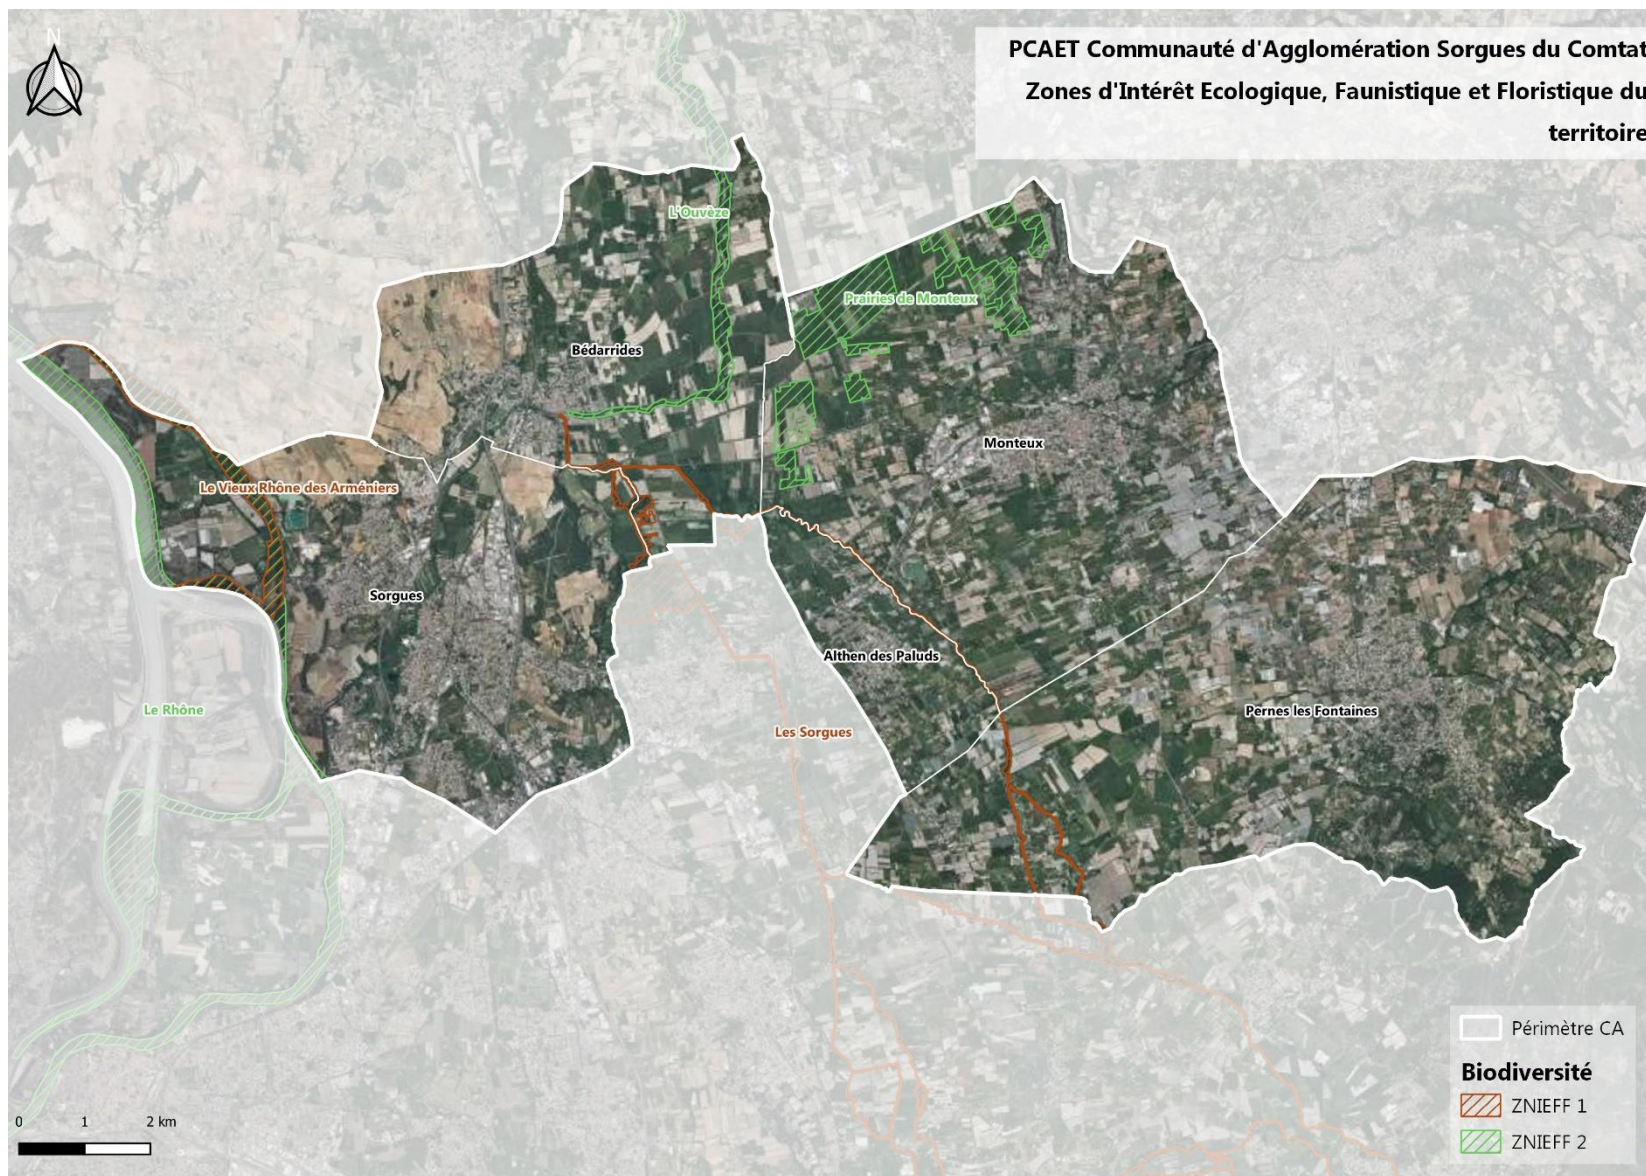 N
PCAET Communauté d'Agglomération Sorgues du Comtat
Zones d'Intérêt Ecologique, Faunistique et Floristique du
territoire
L'Ouvèze
Prairies de Monteux
Bédarrides
Monteux
Le Vieux Rhône des Arméniers
Sorgues
Althen des Paluds
Le Rhône
Pernes les Fontaines
Les Sorgues
Périmètre CA
Biodiversité
ZNIEFF 1
ZNIEFF 2
0 1 2 km